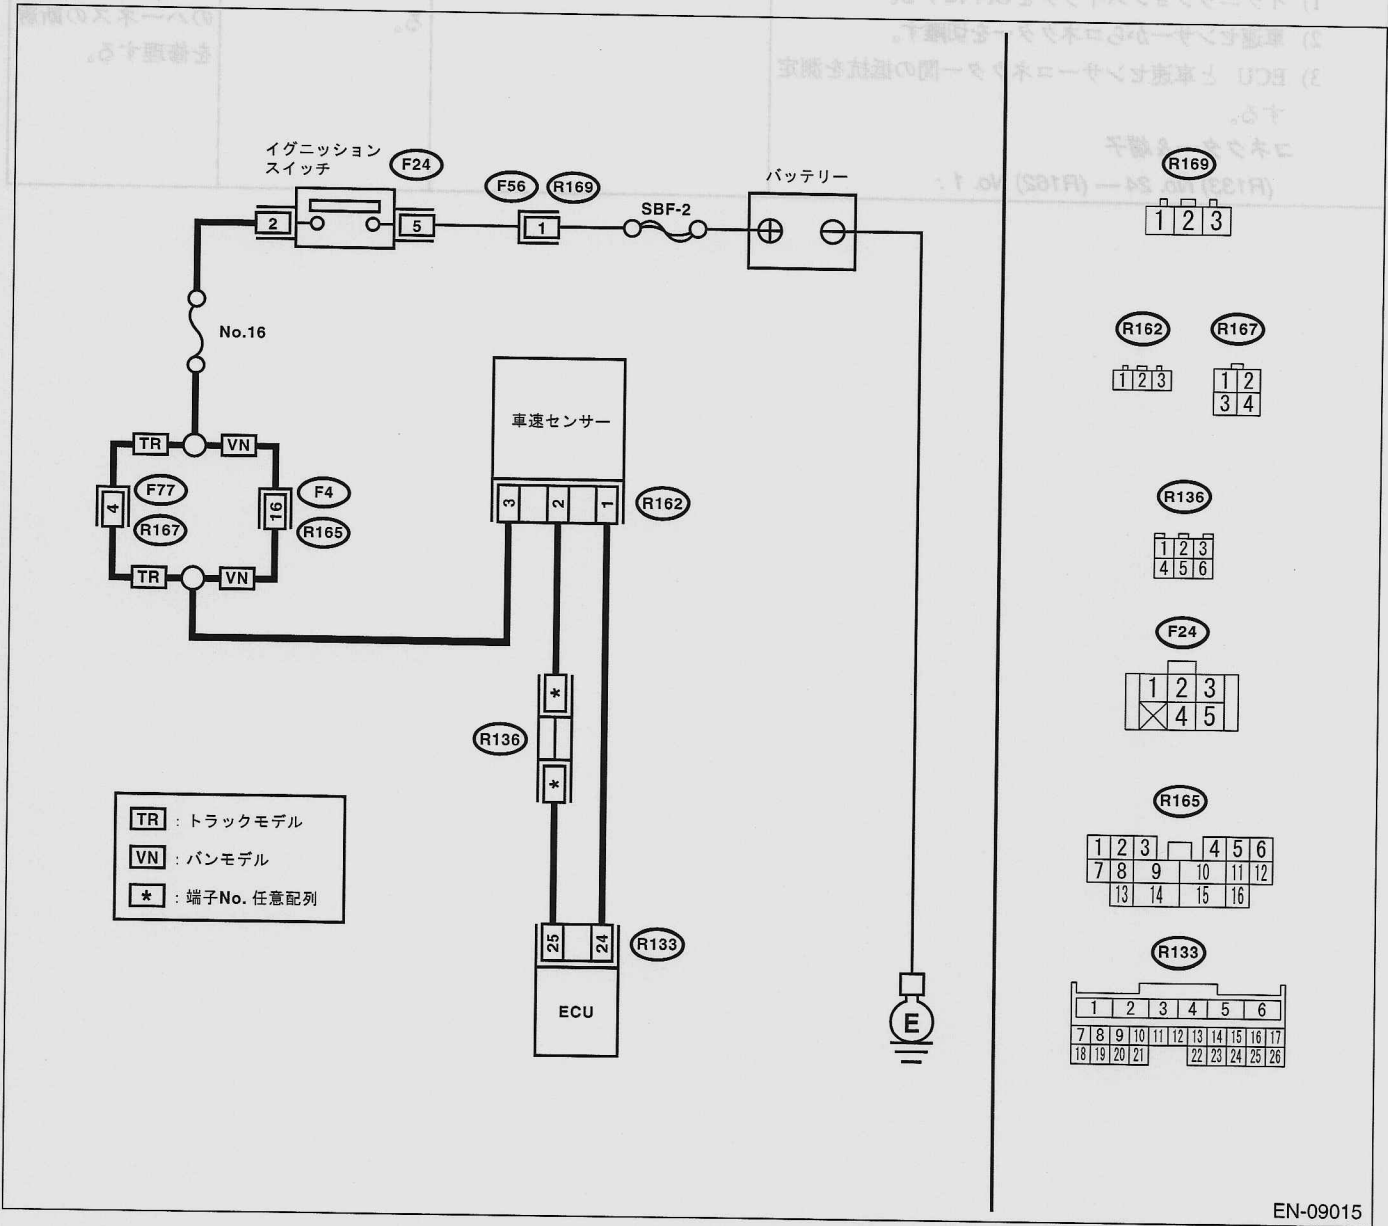 イグニッション
スイッチ
F24
F56
R169
SBF-2
バッテリー
2
5
1
No.16
TR
VN
4
F77
R167
16
F4
R165
TR
VN
車速センサー
3
2
1
R162
*
R136
*
TR : トラックモデル
VN : バンモデル
* : 端子No. 任意配列
25
24
R133
ECU
E
R169
1 2 3
R162
1 2 3
R167
1 2
3 4
R136
1 2 3
4 5 6
F24
1 2 3
4 5
R165
1 2 3 4 5 6
7 8 9 10 11 12
13 14 15 16
R133
1 2 3 4 5 6
7 8 9 10 11 12 13 14 15 16 17
18 19 20 21 22 23 24 25 26
EN-09015